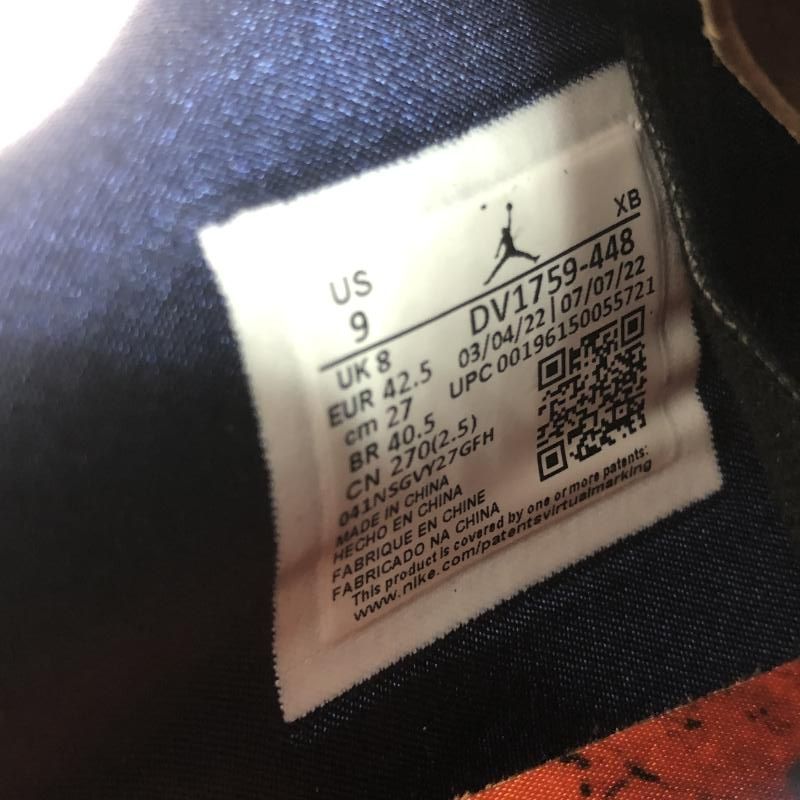 XB
US
9
DV1759-448
03/04/22 | 07/07/22
UPC 00196150055721
UK 8
EUR 42.5
cm 27
BR 40.5
CN 270(2.5)
041NSGVY27GFH
MADE IN CHINA
HECHO EN CHINA
FABRIQUE EN CHINE
FABRICADO NA CHINA
This product is covered by one or more patents:
www.nike.com/patentsvirtualmarking